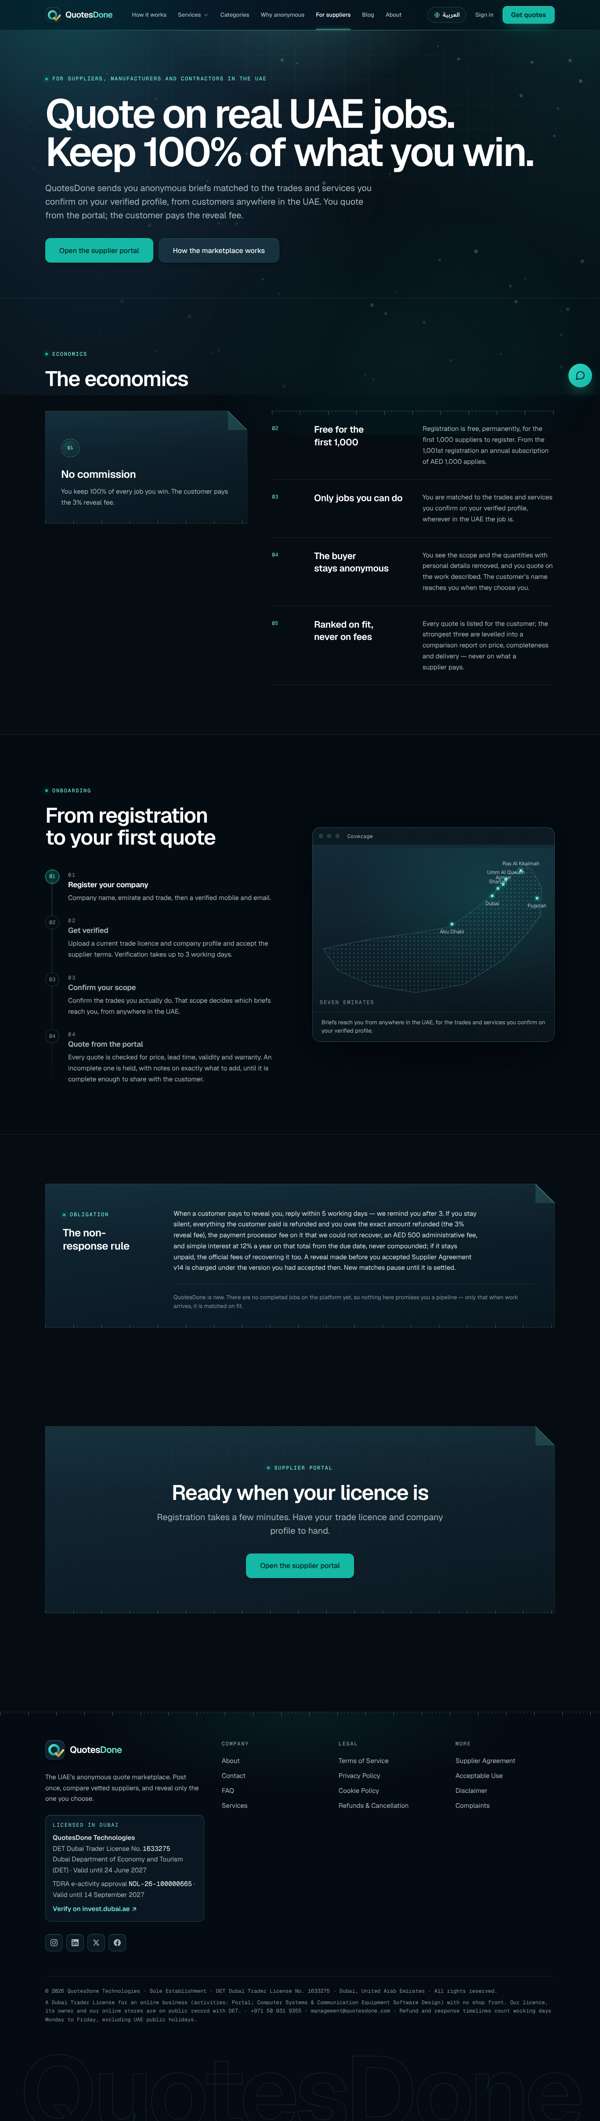 QuotesDone
How it works
Services
Categories
Why anonymous
For suppliers
Blog
About
العربية
Sign in
Get quotes
FOR SUPPLIERS, MANUFACTURERS AND CONTRACTORS IN THE UAE
Quote on real UAE jobs.
Keep 100% of what you win.
QuotesDone sends you anonymous briefs matched to the trades and services you
confirm on your verified profile, from customers anywhere in the UAE. You quote
from the portal; the customer pays the reveal fee.
Open the supplier portal
How the marketplace works
ECONOMICS
The economics
01
No commission
You keep 100% of every job you win. The customer pays
the 3% reveal fee.
02
Free for the
first 1,000
Registration is free, permanently, for the
first 1,000 suppliers to register. From the
1,001st registration an annual subscription
of AED 1,000 applies.
03
Only jobs you can do
You are matched to the trades and services
you confirm on your verified profile,
wherever in the UAE the job is.
04
The buyer
stays anonymous
You see the scope and the quantities with
personal details removed, and you quote on
the work described. The customer's name
reaches you when they choose you.
05
Ranked on fit,
never on fees
Every quote is listed for the customer; the
strongest three are levelled into a
comparison report on price, completeness
and delivery — never on what a
supplier pays.
ONBOARDING
From registration
to your first quote
01
01
Register your company
Company name, emirate and trade, then a verified mobile and email.
02
02
Get verified
Upload a current trade licence and company profile and accept the
supplier terms. Verification takes up to 3 working days.
03
03
Confirm your scope
Confirm the trades you actually do. That scope decides which briefs
reach you, from anywhere in the UAE.
04
04
Quote from the portal
Every quote is checked for price, lead time, validity and warranty. An
incomplete one is held, with notes on exactly what to add, until it is
complete enough to share with the customer.
Coverage
Ras Al Khaimah
Umm Al Quwain
Dubai
Fujairah
Abu Dhabi
SEVEN EMIRATES
Briefs reach you from anywhere in the UAE, for the trades and services you confirm on
your verified profile.
OBLIGATION
The non-
response rule
When a customer pays to reveal you, reply within 5 working days — we remind you after 3. If you stay
silent, everything the customer paid is refunded and you owe the exact amount refunded (the 3%
reveal fee), the payment processor fee on it that we could not recover, an AED 500 administrative fee,
and simple interest at 12% a year on that total from the due date, never compounded; if it stays
unpaid, the official fees of recovering it too. A reveal made before you accepted Supplier Agreement
v14 is charged under the version you had accepted then. New matches pause until it is settled.
QuotesDone is new. There are no completed jobs on the platform yet, so nothing here promises you a pipeline — only that when work
arrives, it is matched on fit.
SUPPLIER PORTAL
Ready when your licence is
Registration takes a few minutes. Have your trade licence and company
profile to hand.
Open the supplier portal
QuotesDone
The UAE's anonymous quote marketplace. Post
once, compare vetted suppliers, and reveal only the
one you choose.
LICENSED IN DUBAI
QuotesDone Technologies
DET Dubai Trader License No. 1633275
Dubai Department of Economy and Tourism
(DET) · Valid until 24 June 2027
TDRA e-activity approval NOL-26-100000665 ·
Valid until 14 September 2027
Verify on invest.dubai.ae ↗
COMPANY
About
Contact
FAQ
Services
LEGAL
Terms of Service
Privacy Policy
Cookie Policy
Refunds & Cancellation
MORE
Supplier Agreement
Acceptable Use
Disclaimer
Complaints
© 2026 QuotesDone Technologies · Sole Establishment · DET Dubai Trader License No. 1633275 · Dubai, United Arab Emirates · All rights reserved.
A Dubai Trader License for an online business (activities: Portal, Computer Systems & Communication Equipment Software Design) with no shop front. Our licence,
its owner and our online stores are on public record with DET. · +971 50 831 9355 · management@quotesdone.com · Refund and response timelines count working days
Monday to Friday, excluding UAE public holidays.
QuotesDone